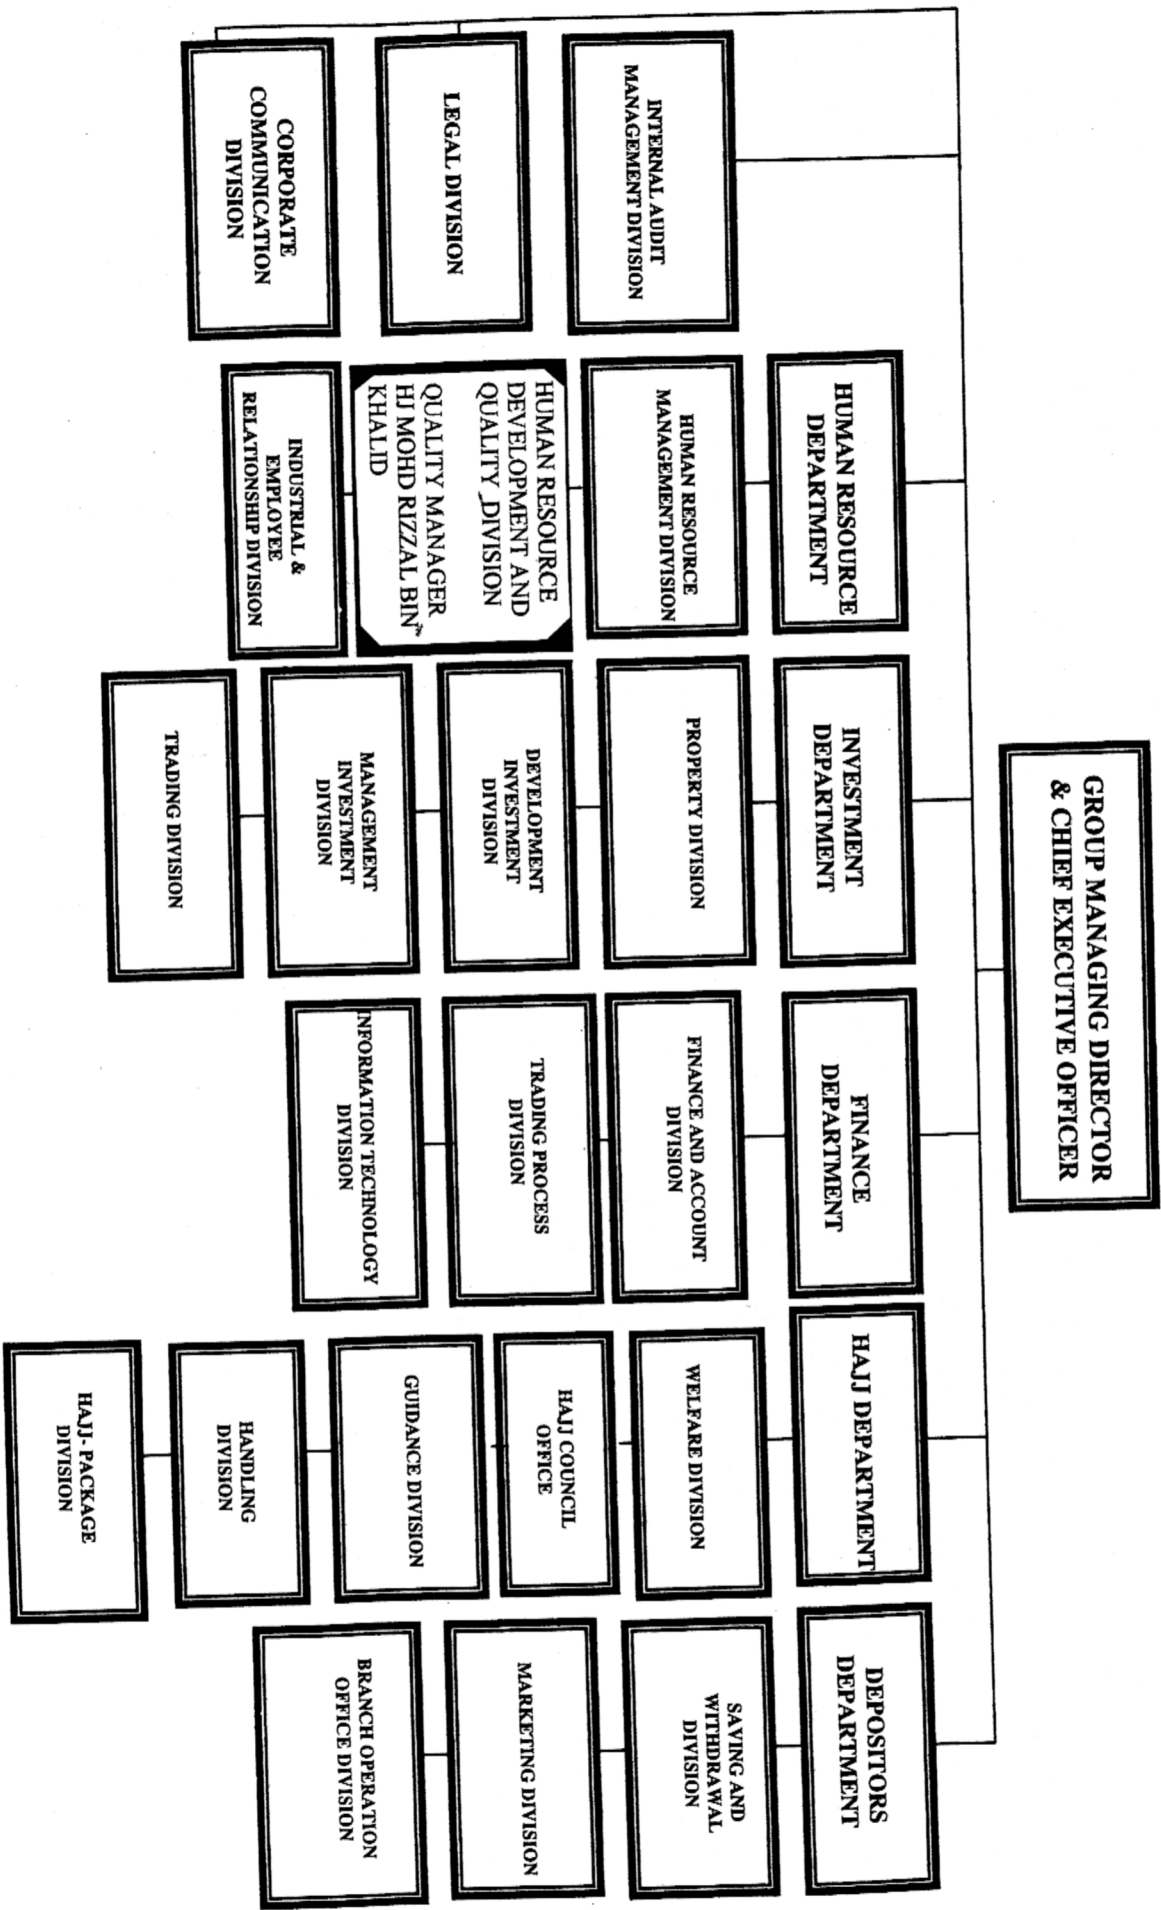 GROUP MANAGING DIRECTOR
& CHIEF EXECUTIVE OFFICER
INTERNAL AUDIT
MANAGEMENT DIVISION
LEGAL DIVISION
CORPORATE
COMMUNICATION
DIVISION
HUMAN RESOURCE
DEPARTMENT
HUMAN RESOURCE
MANAGEMENT DIVISION
HUMAN RESOURCE
DEVELOPMENT AND
QUALITY DIVISION
QUALITY MANAGER
HJ MOHD RIZZAL BIN
KHALID
INDUSTRIAL &
EMPLOYEE
RELATIONSHIP DIVISION
INVESTMENT
DEPARTMENT
PROPERTY DIVISION
DEVELOPMENT
INVESTMENT
DIVISION
MANAGEMENT
INVESTMENT
DIVISION
TRADING DIVISION
FINANCE
DEPARTMENT
FINANCE AND ACCOUNT
DIVISION
TRADING PROCESS
DIVISION
INFORMATION TECHNOLOGY
DIVISION
HAJJ DEPARTMENT
WELFARE DIVISION
HAJJ COUNCIL
OFFICE
GUIDANCE DIVISION
HANDLING
DIVISION
HAJJ- PACKAGE
DIVISION
DEPOSITORS
DEPARTMENT
SAVING AND
WITHDRAWAL
DIVISION
MARKETING DIVISION
BRANCH OPERATION
OFFICE DIVISION